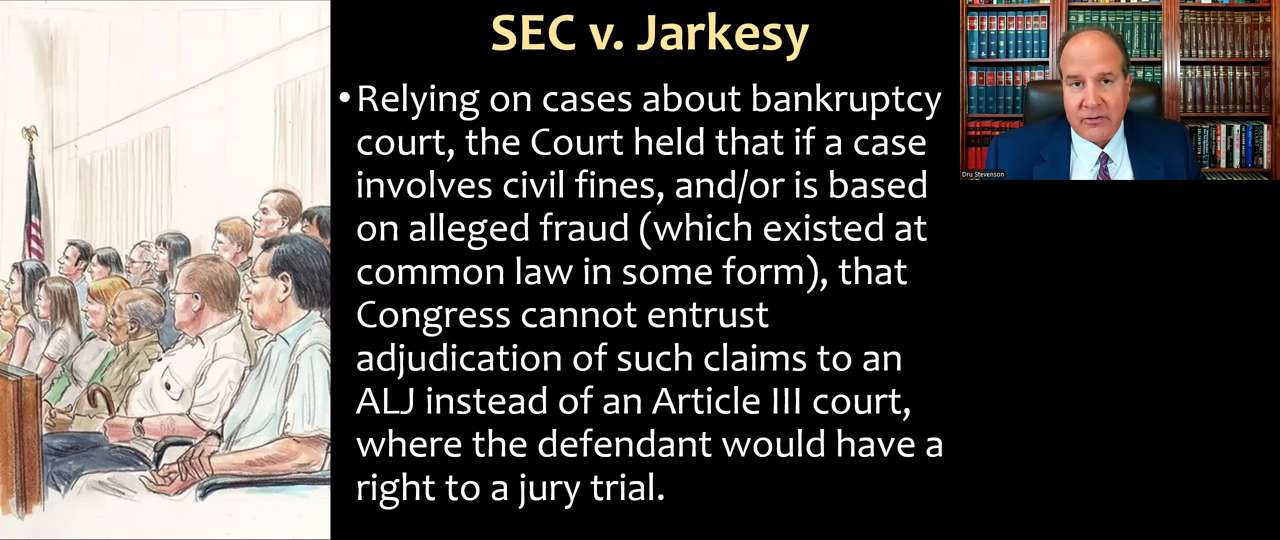 SEC v. Jarkesy
• Relying on cases about bankruptcy
court, the Court held that if a case
involves civil fines, and/or is based
on alleged fraud (which existed at
common law in some form), that
Congress cannot entrust
adjudication of such claims to an
ALJ instead of an Article III court,
where the defendant would have a
right to a jury trial.
Dru Stevenson